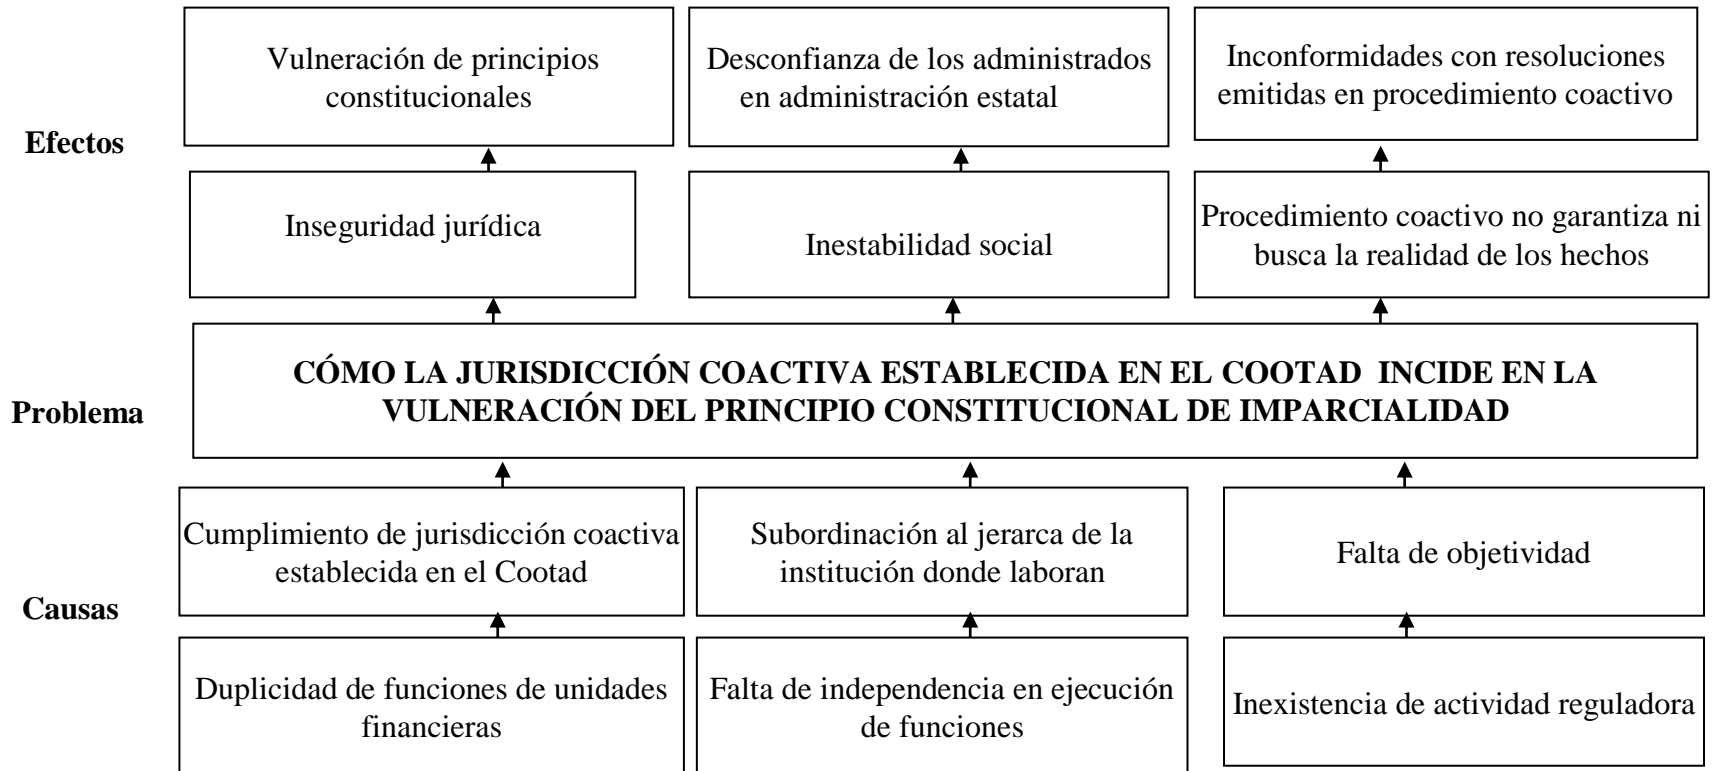 Vulneración de principios
constitucionales
Desconfianza de los administrados
en administración estatal
Inconformidades con resoluciones
emitidas en procedimiento coactivo
Efectos
Inseguridad jurídica
Inestabilidad social
Procedimiento coactivo no garantiza ni
busca la realidad de los hechos
Problema
CÓMO LA JURISDICCIÓN COACTIVA ESTABLECIDA EN EL COOTAD INCIDE EN LA
VULNERACIÓN DEL PRINCIPIO CONSTITUCIONAL DE IMPARCIALIDAD
Cumplimiento de jurisdicción coactiva
establecida en el Cootad
Subordinación al jerarca de la
institución donde laboran
Falta de objetividad
Causas
Duplicidad de funciones de unidades
financieras
Falta de independencia en ejecución
de funciones
Inexistencia de actividad reguladora